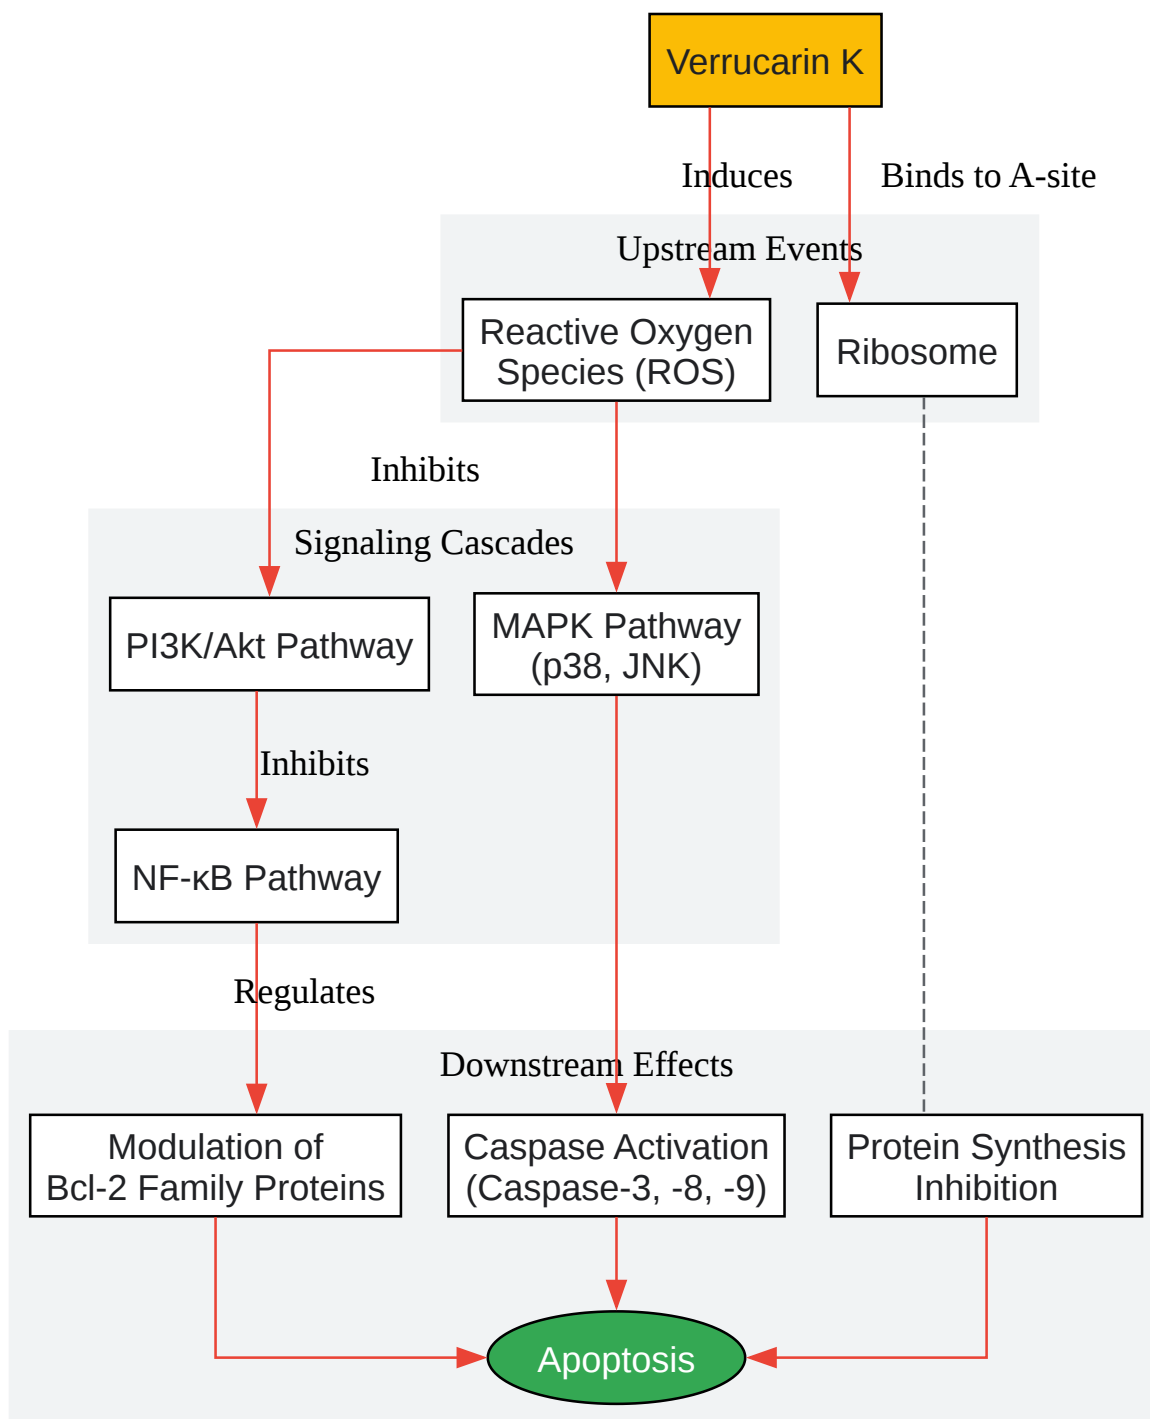 Verrucarin K
Induces
Binds to A-site
Upstream Events
Reactive Oxygen
Species (ROS)
Ribosome
Inhibits
Signaling Cascades
PI3K/Akt Pathway
MAPK Pathway
(p38, JNK)
Inhibits
NF-κB Pathway
Regulates
Downstream Effects
Modulation of
Bcl-2 Family Proteins
Caspase Activation
(Caspase-3, -8, -9)
Protein Synthesis
Inhibition
Apoptosis